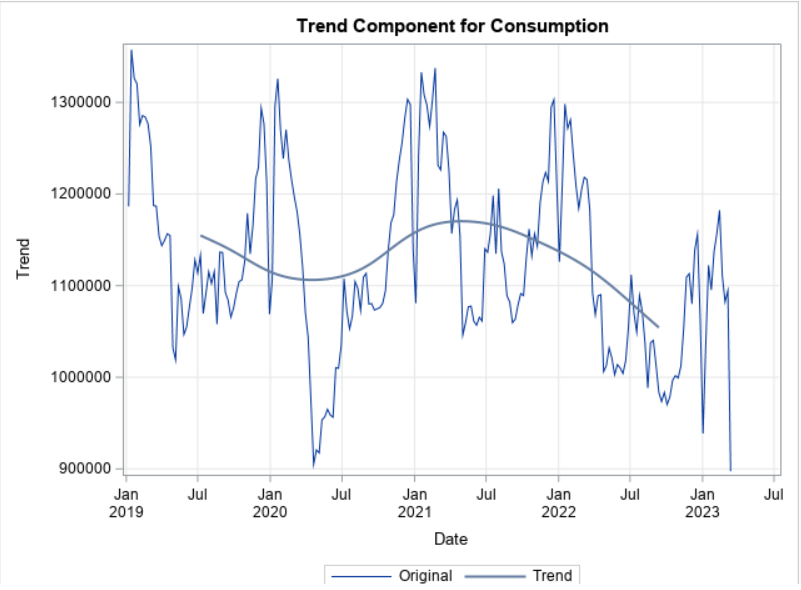 Trend Component for Consumption
1300000
1200000
1100000
1000000
900000
Trend
Jan Jul Jan Jul Jan Jul Jan Jul Jan Jul
2019 2020 2021 2022 2023
Date
Original Trend